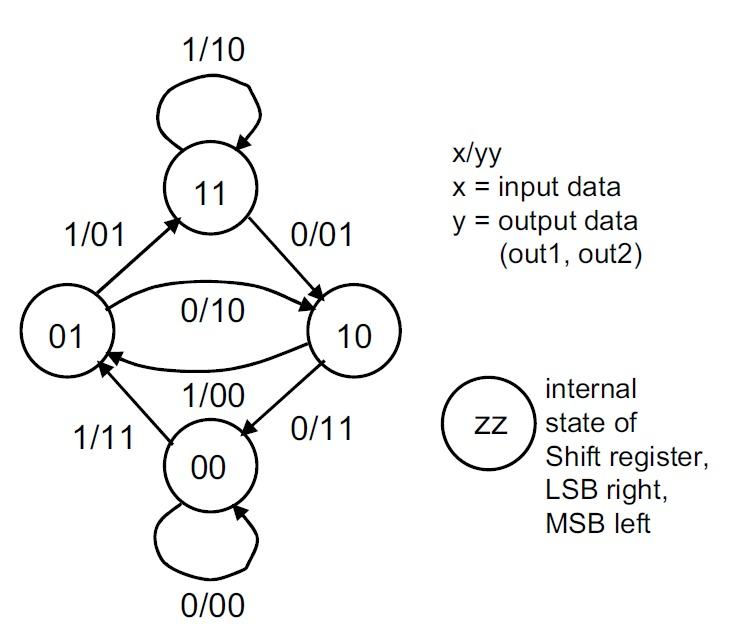 1/10
11
1/01
0/01
01
0/10
10
1/00
1/11
0/11
00
0/00
x/yy
x = input data
y = output data
(out1, out2)
zz
internal
state of
Shift register,
LSB right,
MSB left